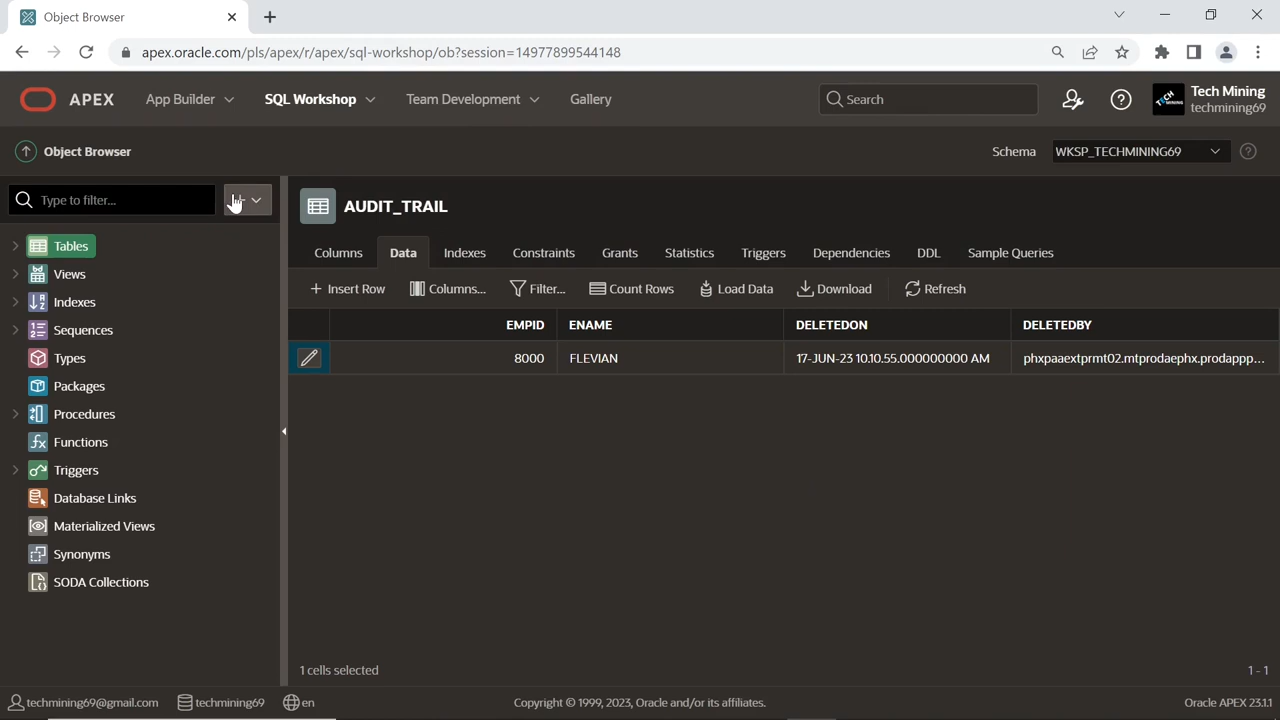 Object Browser
apex.oracle.com/pls/apex/r/apex/sql-workshop/ob?session=14977899544148
APEX App Builder SQL Workshop Team Development Gallery Search Tech Mining
techmining69
Object Browser Schema WKSP_TECHMINING69
Type to filter...
AUDIT_TRAIL
Columns Data Indexes Constraints Grants Statistics Triggers Dependencies DDL Sample Queries
Insert Row Columns... Filter... Count Rows Load Data Download Refresh
EMPID ENAME DELETEDON DELETEDBY
8000 FLEVIAN 17-JUN-23 10.10.55.000000000 AM phxpaaextprmt02.mtprodaephx.prodappp...
Tables
Views
Indexes
Sequences
Types
Packages
Procedures
Functions
Triggers
Database Links
Materialized Views
Synonyms
SODA Collections
1 cells selected 1 - 1
techmining69@gmail.com techmining69 en Copyright © 1999, 2023, Oracle and/or its affiliates. Oracle APEX 23.1.1